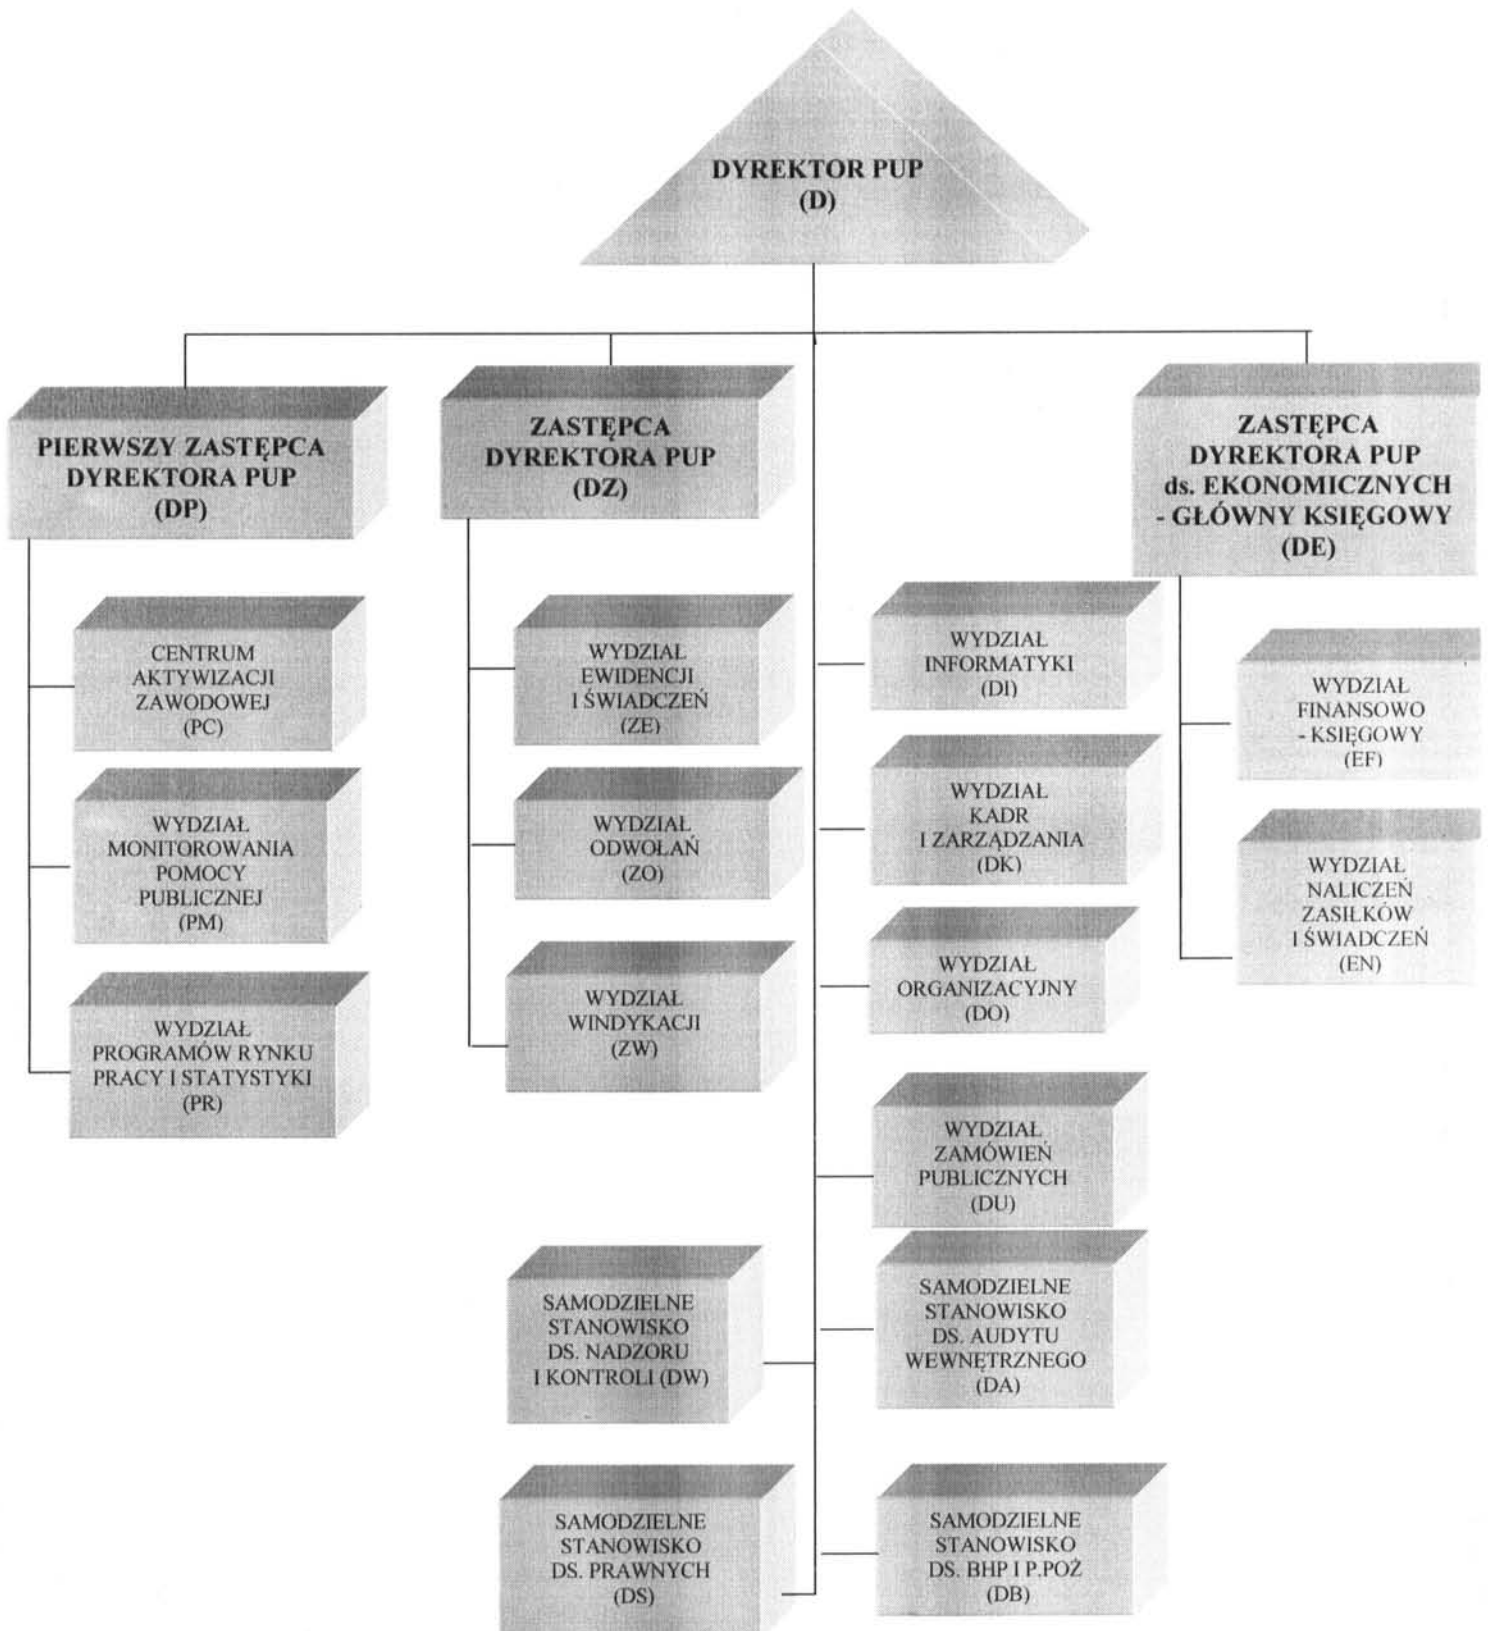 DYREKTOR PUP
(D)
PIERWSZY ZASTĘPCA
DYREKTORA PUP
(DP)
ZASTĘPCA
DYREKTORA PUP
(DZ)
ZASTĘPCA
DYREKTORA PUP
ds. EKONOMICZNYCH
- GŁÓWNY KSIĘGOWY
(DE)
CENTRUM
AKTYWIZACJI
ZAWODOWEJ
(PC)
WYDZIAŁ
MONITOROWANIA
POMOCY
PUBLICZNEJ
(PM)
WYDZIAŁ
PROGRAMÓW RYNKU
PRACY I STATYSTYKI
(PR)
WYDZIAŁ
EWIDENCJI
I ŚWIADCZEŃ
(ZE)
WYDZIAŁ
ODWOŁAŃ
(ZO)
WYDZIAŁ
WINDYKACJI
(ZW)
WYDZIAŁ
INFORMATYKI
(DI)
WYDZIAŁ
KADR
I ZARZĄDZANIA
(DK)
WYDZIAŁ
ORGANIZACYJNY
(DO)
WYDZIAŁ
ZAMÓWIEŃ
PUBLICZNYCH
(DU)
WYDZIAŁ
FINANSOWO
- KSIĘGOWY
(EF)
WYDZIAŁ
NALICZEŃ
ZASIŁKÓW
I ŚWIADCZEŃ
(EN)
SAMODZIELNE
STANOWISKO
DS. NADZORU
I KONTROLI (DW)
SAMODZIELNE
STANOWISKO
DS. AUDYTU
WEWNĘTRZNEGO
(DA)
SAMODZIELNE
STANOWISKO
DS. PRAWNYCH
(DS)
SAMODZIELNE
STANOWISKO
DS. BHP I P.POŻ
(DB)